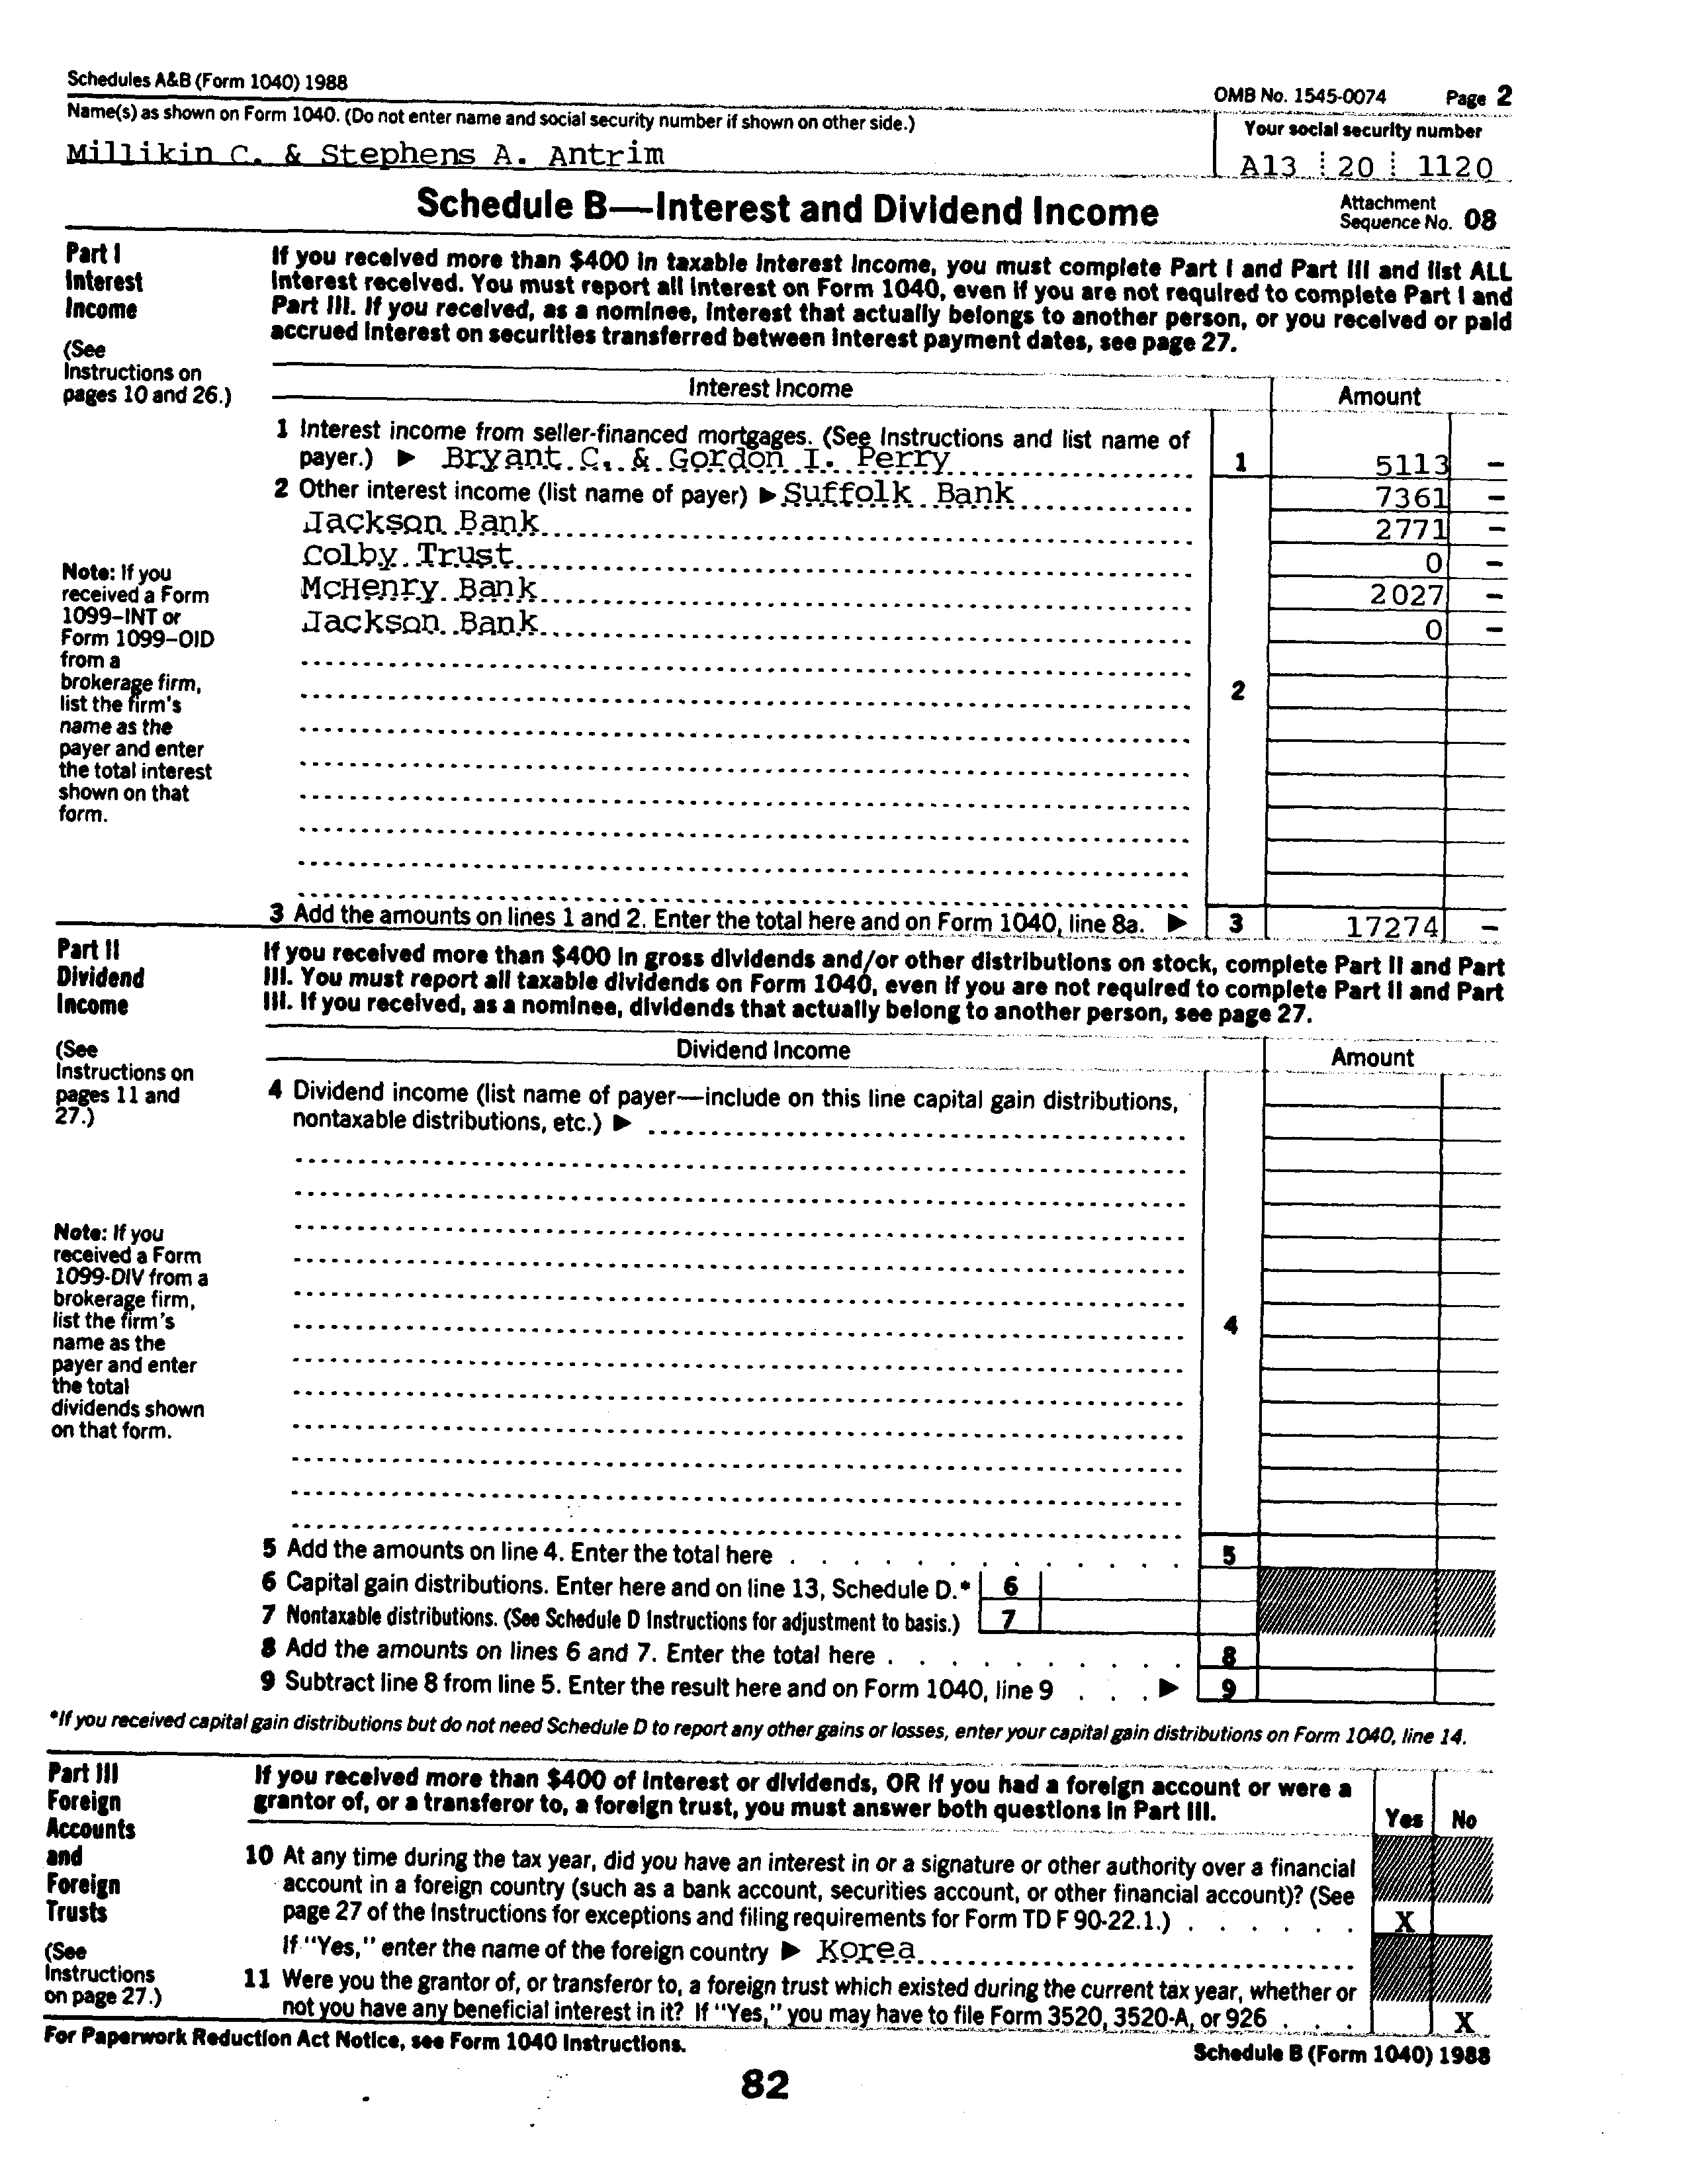 Schedules A&B (Form 1040) 1988
OMB No. 1545-0074 Page 2
Name(s) as shown on Form 1040. (Do not enter name and social security number if shown on other side.)
Your social security number
Millikin C. & Stephens A. Antrim
A13 20 1120
Schedule B—Interest and Dividend Income
Attachment
Sequence No. 08
Part I
Interest
Income
(See
Instructions on
pages 10 and 26.)
If you received more than $400 in taxable interest income, you must complete Part I and Part III and list ALL
interest received. You must report all interest on Form 1040, even if you are not required to complete Part I and
Part III. If you received, as a nominee, interest that actually belongs to another person, or you received or paid
accrued interest on securities transferred between interest payment dates, see page 27.
Interest Income Amount
1 Interest income from seller-financed mortgages. (See Instructions and list name of
payer.) ▶ Bryant C. & Gordon I. Perry 1 5113 –
2 Other interest income (list name of payer) ▶ Suffolk Bank 7361 –
Jackson Bank 2771 –
Colby Trust 0 –
McHenry Bank 2027 –
Jackson Bank 0 –
2
Note: If you
received a Form
1099–INT or
Form 1099–OID
from a
brokerage firm,
list the firm's
name as the
payer and enter
the total interest
shown on that
form.
3 Add the amounts on lines 1 and 2. Enter the total here and on Form 1040, line 8a. ▶ 3 17274 –
Part II
Dividend
Income
(See
Instructions on
pages 11 and
27.)
If you received more than $400 in gross dividends and/or other distributions on stock, complete Part II and Part
III. You must report all taxable dividends on Form 1040, even if you are not required to complete Part II and Part
III. If you received, as a nominee, dividends that actually belong to another person, see page 27.
Dividend Income Amount
4 Dividend income (list name of payer—include on this line capital gain distributions,
nontaxable distributions, etc.) ▶
4
Note: If you
received a Form
1099-DIV from a
brokerage firm,
list the firm's
name as the
payer and enter
the total
dividends shown
on that form.
5 Add the amounts on line 4. Enter the total here . . . . . . . . . . . . . 5
6 Capital gain distributions. Enter here and on line 13, Schedule D.* 6
7 Nontaxable distributions. (See Schedule D Instructions for adjustment to basis.) 7
8 Add the amounts on lines 6 and 7. Enter the total here . . . . . . . . . . 8
9 Subtract line 8 from line 5. Enter the result here and on Form 1040, line 9 . . . ▶ 9
*If you received capital gain distributions but do not need Schedule D to report any other gains or losses, enter your capital gain distributions on Form 1040, line 14.
Part III
Foreign
Accounts
and
Foreign
Trusts
(See
Instructions
on page 27.)
If you received more than $400 of interest or dividends, OR if you had a foreign account or were a
grantor of, or a transferor to, a foreign trust, you must answer both questions in Part III.
Yes No
10 At any time during the tax year, did you have an interest in or a signature or other authority over a financial
account in a foreign country (such as a bank account, securities account, or other financial account)? (See
page 27 of the Instructions for exceptions and filing requirements for Form TD F 90-22.1.) . . . . . . X
If "Yes," enter the name of the foreign country ▶ Korea
11 Were you the grantor of, or transferor to, a foreign trust which existed during the current tax year, whether or
not you have any beneficial interest in it? If "Yes," you may have to file Form 3520, 3520-A, or 926 . . . X
For Paperwork Reduction Act Notice, see Form 1040 Instructions.
Schedule B (Form 1040) 1988
82